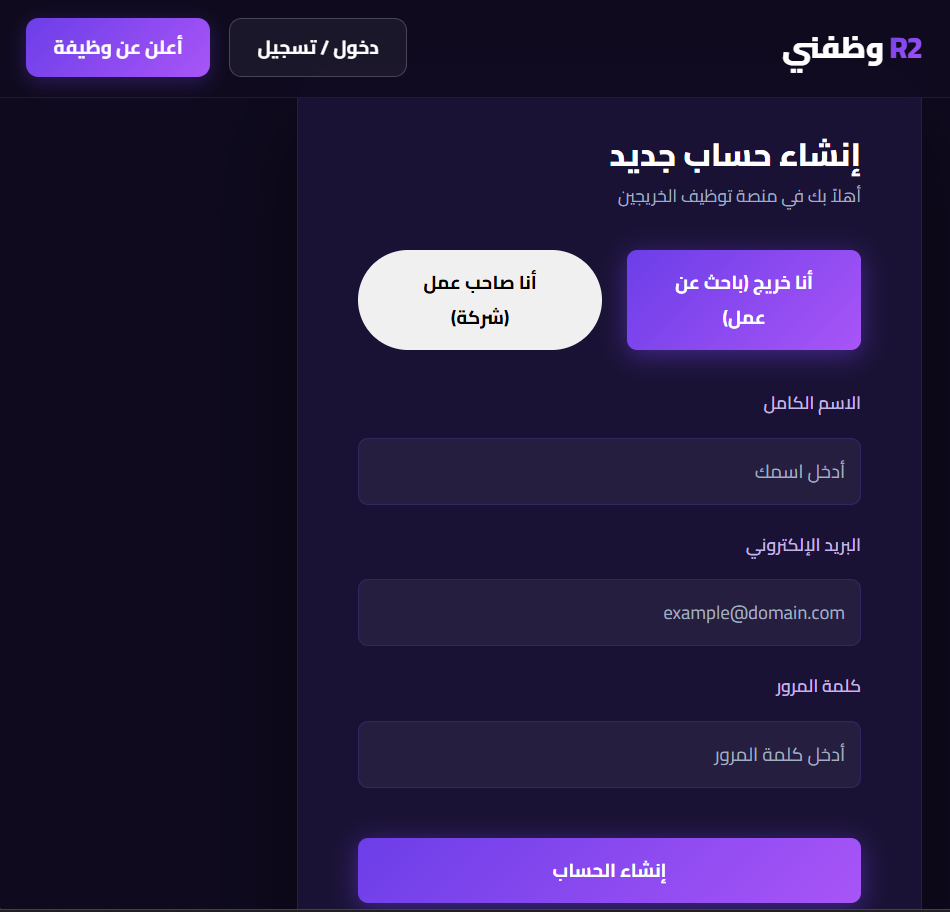 R2 وظفني
دخول / تسجيل
أعلن عن وظيفة
إنشاء حساب جديد
أهلاً بك في منصة توظيف الخريجين
أنا خريج (باحث عن
عمل)
أنا صاحب عمل
(شركة)
الاسم الكامل
أدخل اسمك
البريد الإلكتروني
example@domain.com
كلمة المرور
أدخل كلمة المرور
إنشاء الحساب